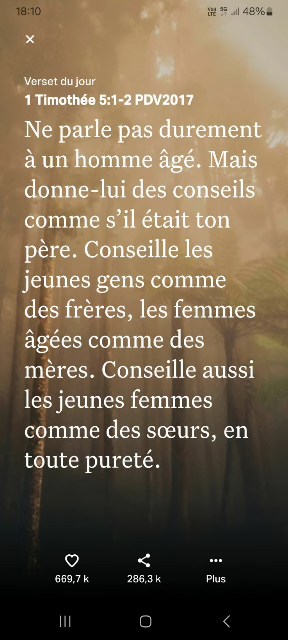 18:10
48%
Verset du jour
1 Timothée 5:1-2 PDV2017
Ne parle pas durement
à un homme âgé. Mais
donne-lui des conseils
comme s'il était ton
père. Conseille les
jeunes gens comme
des frères, les femmes
âgées comme des
mères. Conseille aussi
les jeunes femmes
comme des sœurs, en
toute pureté.
669,7 k 286,3 k Plus